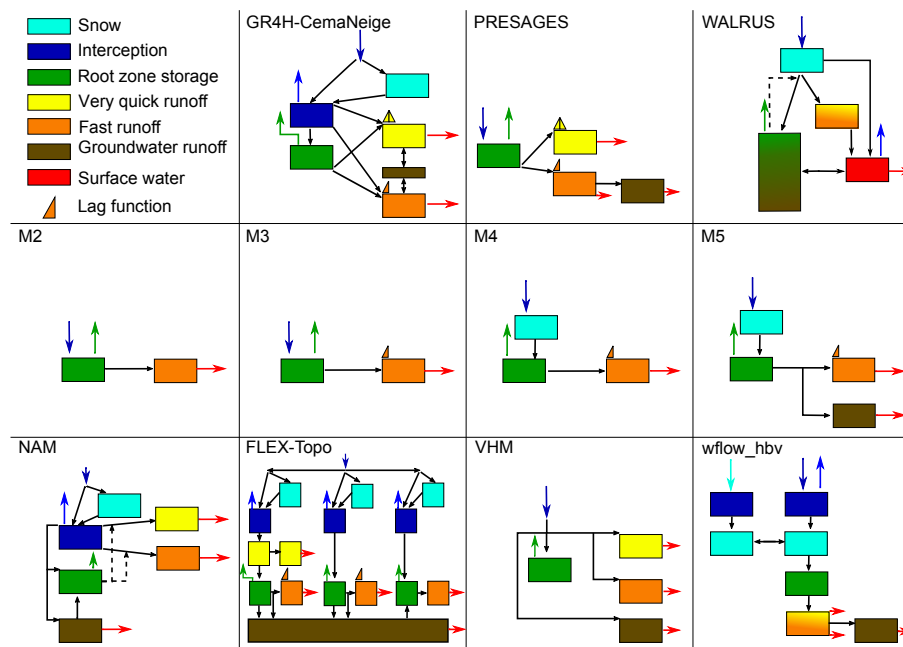 Snow
Interception
Root zone storage
Very quick runoff
Fast runoff
Groundwater runoff
Surface water
Lag function
GR4H-CemaNeige
PRESAGES
WALRUS
M2
M3
M4
M5
NAM
FLEX-Topo
VHM
wflow_hbv